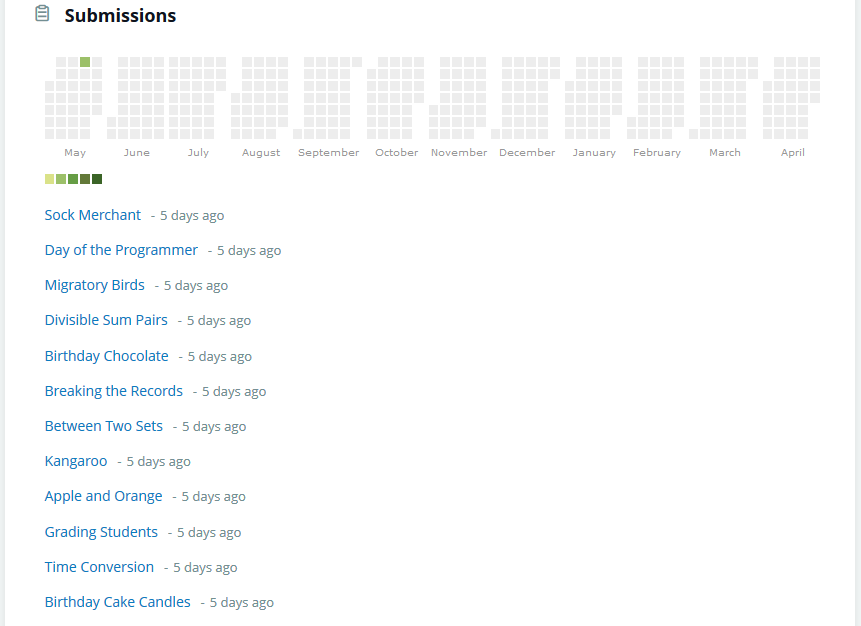 Submissions
May June July August September October November December January February March April
Sock Merchant - 5 days ago
Day of the Programmer - 5 days ago
Migratory Birds - 5 days ago
Divisible Sum Pairs - 5 days ago
Birthday Chocolate - 5 days ago
Breaking the Records - 5 days ago
Between Two Sets - 5 days ago
Kangaroo - 5 days ago
Apple and Orange - 5 days ago
Grading Students - 5 days ago
Time Conversion - 5 days ago
Birthday Cake Candles - 5 days ago